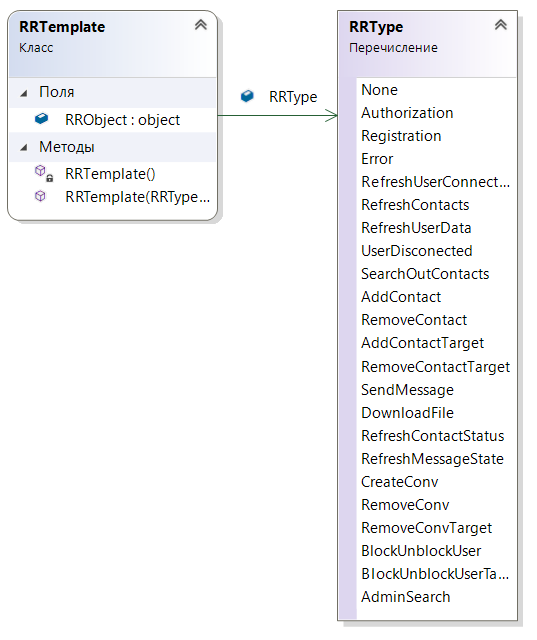 RRTemplate
Класс
Поля
RRObject : object
Методы
RRTemplate()
RRTemplate(RRType...
RRType
RRType
Перечисление
None
Authorization
Registration
Error
RefreshUserConnect...
RefreshContacts
RefreshUserData
UserDisconected
SearchOutContacts
AddContact
RemoveContact
AddContactTarget
RemoveContactTarget
SendMessage
DownloadFile
RefreshContactStatus
RefreshMessageState
CreateConv
RemoveConv
RemoveConvTarget
BlockUnblockUser
BlockUnblockUserTa...
AdminSearch